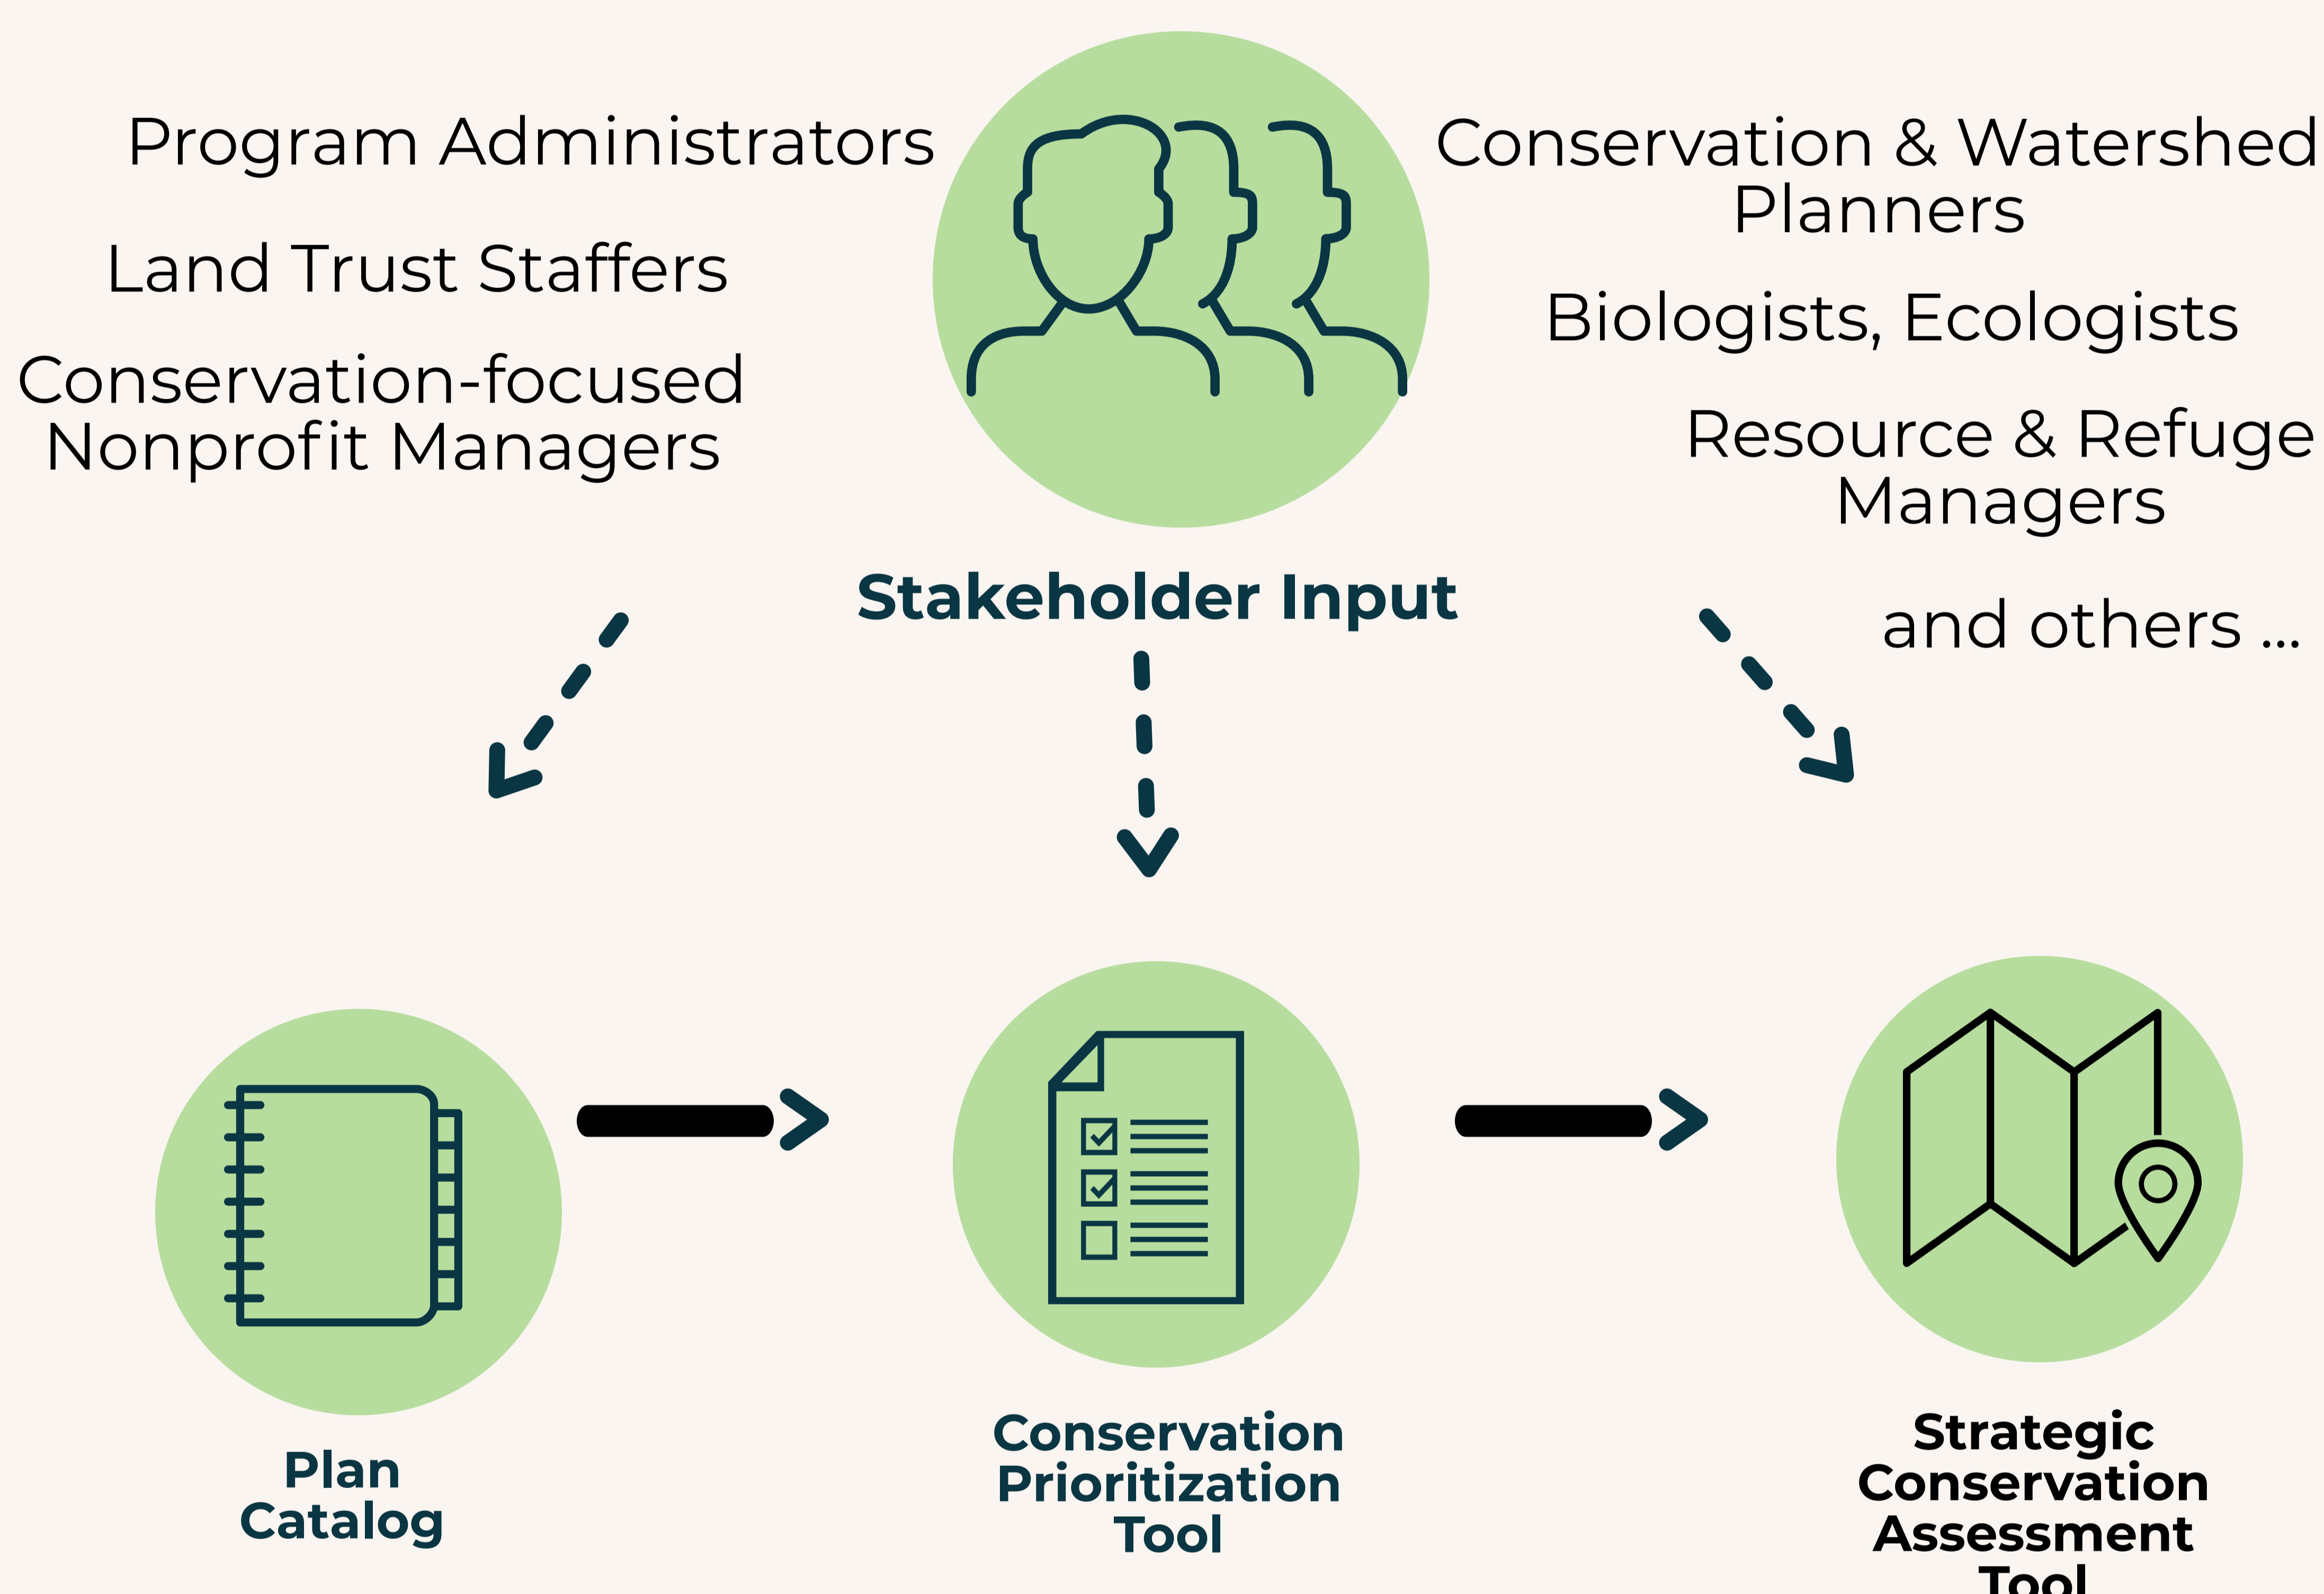 Program Administrators
Land Trust Staffers
Conservation-focused
Nonprofit Managers
Conservation & Watershed
Planners
Biologists, Ecologists
Resource & Refuge
Managers
and others ...
Stakeholder Input
Plan
Catalog
Conservation
Prioritization
Tool
Strategic
Conservation
Assessment
Tool